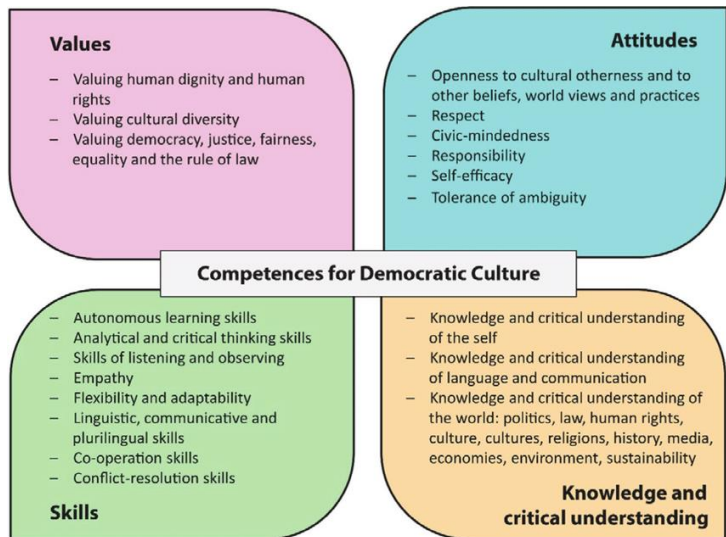 Values
– Valuing human dignity and human
rights
– Valuing cultural diversity
– Valuing democracy, justice, fairness,
equality and the rule of law
Attitudes
– Openness to cultural otherness and to
other beliefs, world views and practices
– Respect
– Civic-mindedness
– Responsibility
– Self-efficacy
– Tolerance of ambiguity
Competences for Democratic Culture
– Autonomous learning skills
– Analytical and critical thinking skills
– Skills of listening and observing
– Empathy
– Flexibility and adaptability
– Linguistic, communicative and
plurilingual skills
– Co-operation skills
– Conflict-resolution skills
Skills
– Knowledge and critical understanding
of the self
– Knowledge and critical understanding
of language and communication
– Knowledge and critical understanding of
the world: politics, law, human rights,
culture, cultures, religions, history, media,
economies, environment, sustainability
Knowledge and
critical understanding